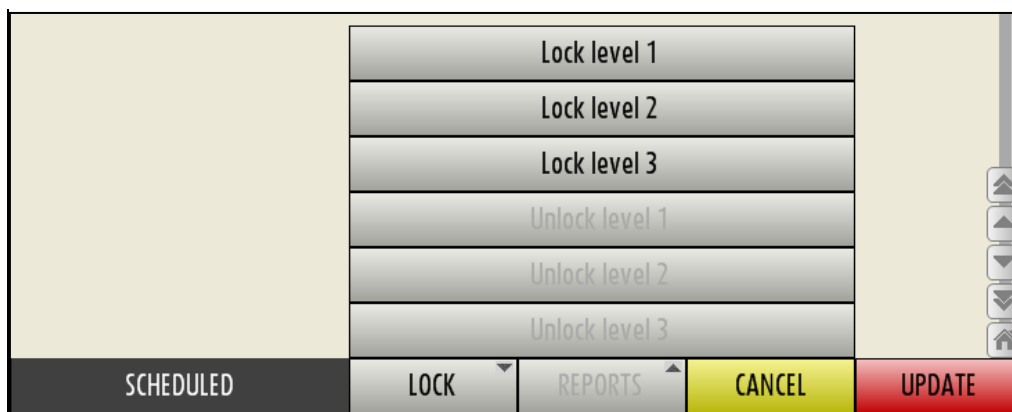 Lock level 1
Lock level 2
Lock level 3
Unlock level 1
Unlock level 2
Unlock level 3
SCHEDULED LOCK REPORTS CANCEL UPDATE